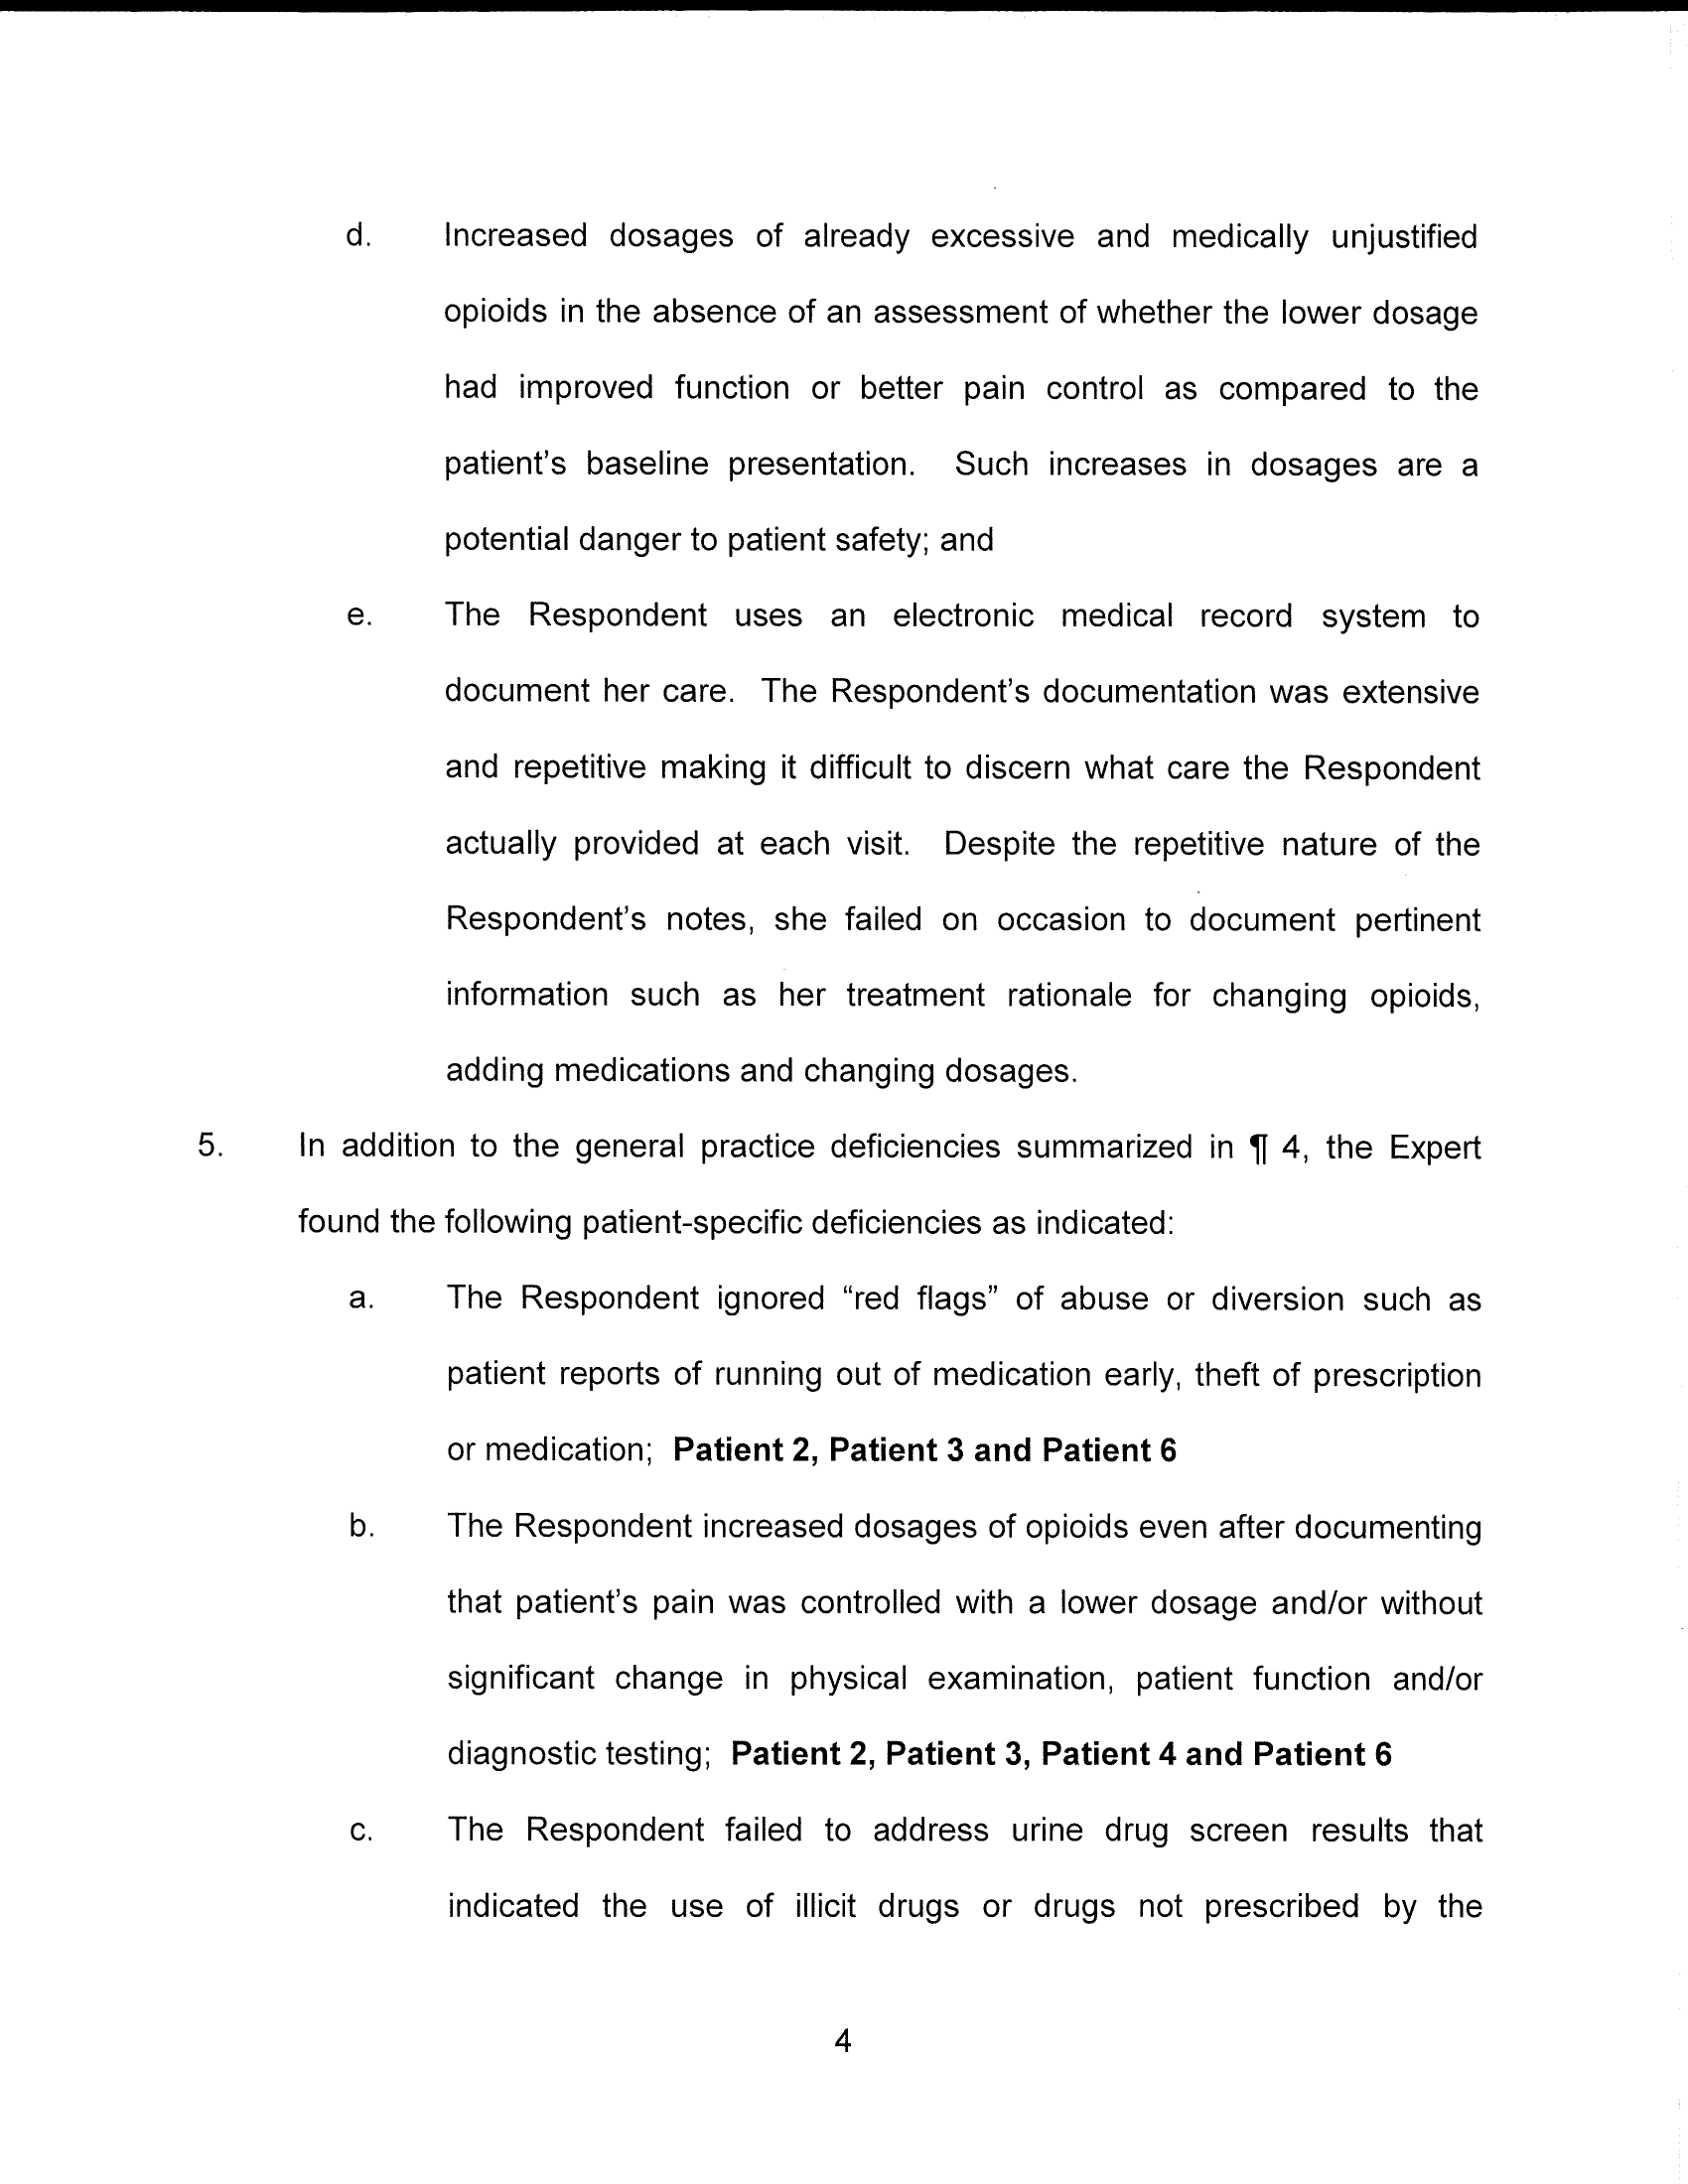 d. Increased dosages of already excessive and medically unjustified
opioids in the absence of an assessment of whether the lower dosage
had improved function or better pain control as compared to the
patient's baseline presentation. Such increases in dosages are a
potential danger to patient safety; and
e. The Respondent uses an electronic medical record system to
document her care. The Respondent's documentation was extensive
and repetitive making it difficult to discern what care the Respondent
actually provided at each visit. Despite the repetitive nature of the
Respondent's notes, she failed on occasion to document pertinent
information such as her treatment rationale for changing opioids,
adding medications and changing dosages.
5. In addition to the general practice deficiencies summarized in ¶ 4, the Expert
found the following patient-specific deficiencies as indicated:
a. The Respondent ignored “red flags” of abuse or diversion such as
patient reports of running out of medication early, theft of prescription
or medication; Patient 2, Patient 3 and Patient 6
b. The Respondent increased dosages of opioids even after documenting
that patient's pain was controlled with a lower dosage and/or without
significant change in physical examination, patient function and/or
diagnostic testing; Patient 2, Patient 3, Patient 4 and Patient 6
c. The Respondent failed to address urine drug screen results that
indicated the use of illicit drugs or drugs not prescribed by the
4